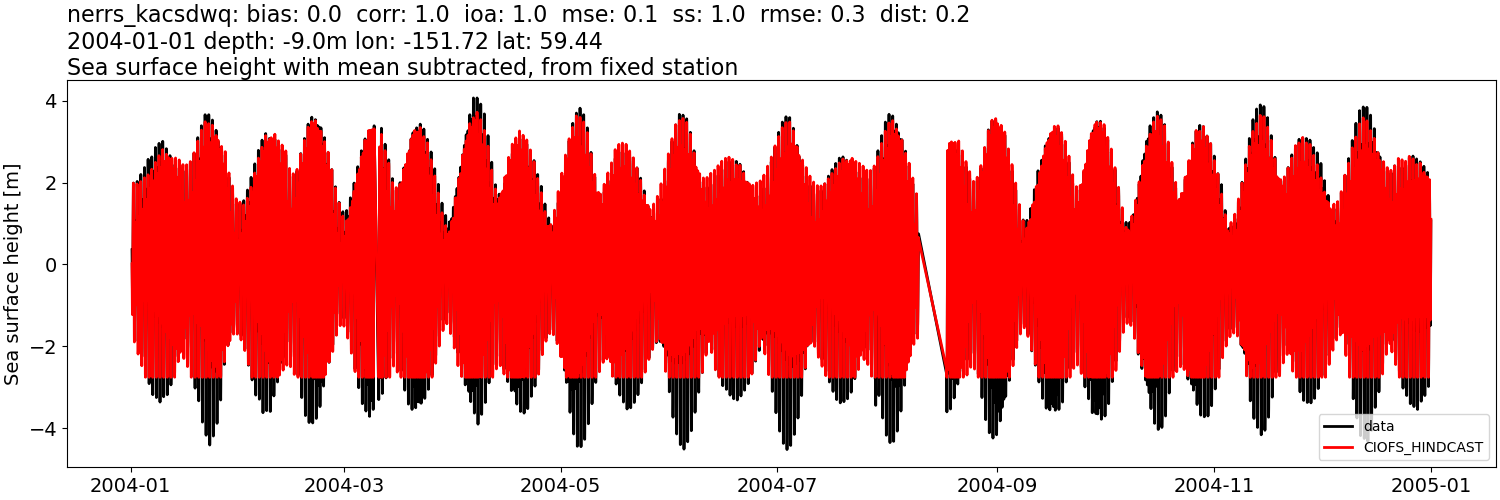 nerrs_kacsdwq: bias: 0.0  corr: 1.0  ioa: 1.0  mse: 0.1  ss: 1.0  rmse: 0.3  dist: 0.2
2004-01-01 depth: -9.0m lon: -151.72 lat: 59.44
Sea surface height with mean subtracted, from fixed station
Sea surface height [m]
4
2
0
−2
−4
data
CIOFS_HINDCAST
2004-01
2004-03
2004-05
2004-07
2004-09
2004-11
2005-01